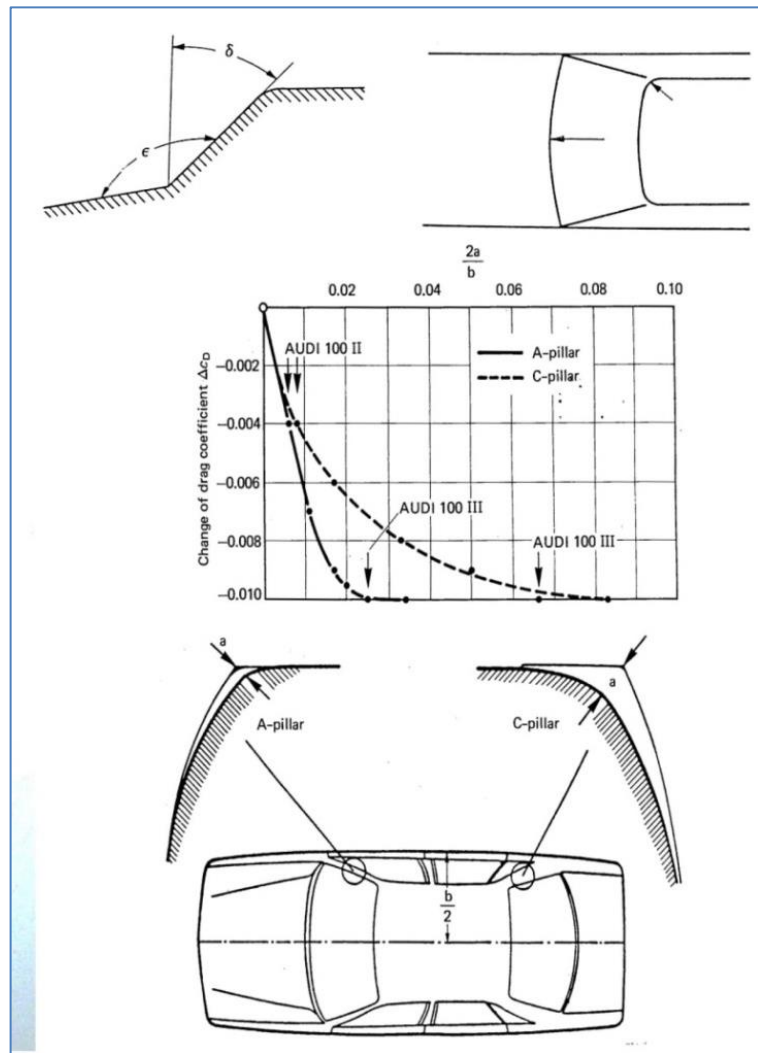 δ
ϵ
2a
b
0.02 0.04 0.06 0.08 0.10
Change of drag coefficient Δc_D
-0.002
-0.004
-0.006
-0.008
-0.010
AUDI 100 II
A-pillar
C-pillar
AUDI 100 III
AUDI 100 III
a
A-pillar
a
C-pillar
b
2